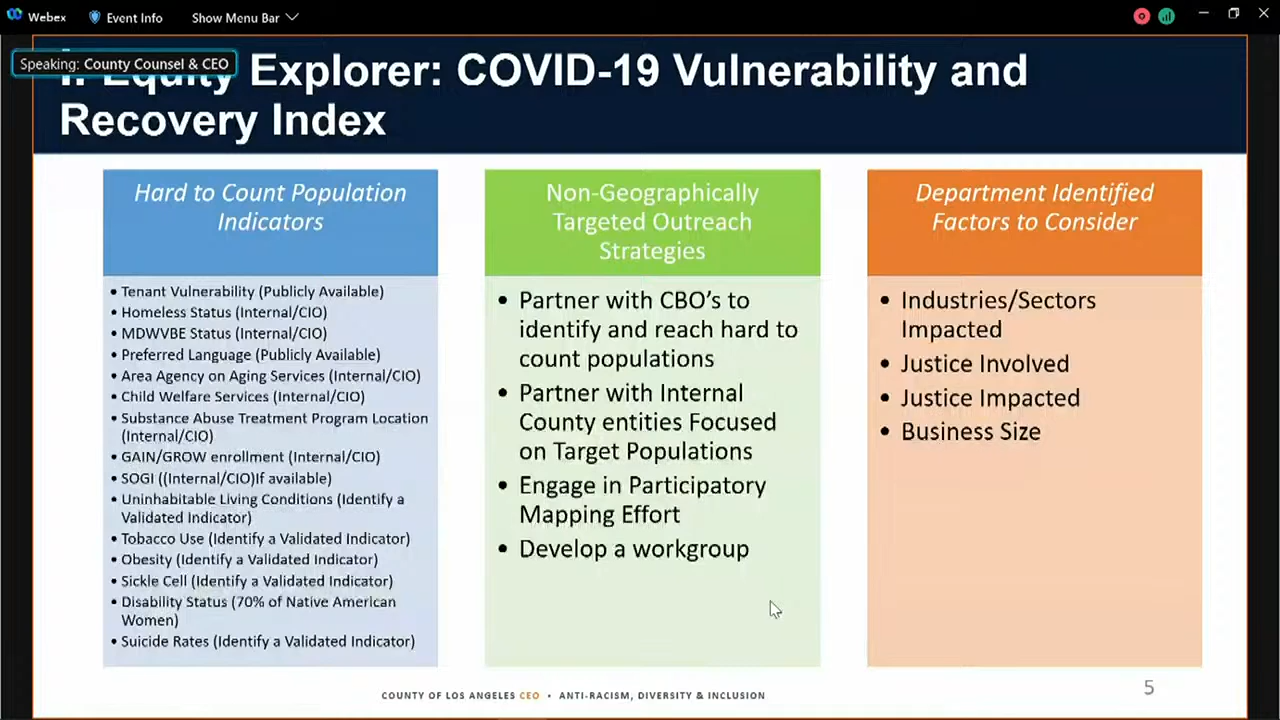 Webex
Event Info
Show Menu Bar
Speaking: County Counsel & CEO
Equity Explorer: COVID-19 Vulnerability and
Recovery Index
Hard to Count Population
Indicators
• Tenant Vulnerability (Publicly Available)
• Homeless Status (Internal/CIO)
• MDWVBE Status (Internal/CIO)
• Preferred Language (Publicly Available)
• Area Agency on Aging Services (Internal/CIO)
• Child Welfare Services (Internal/CIO)
• Substance Abuse Treatment Program Location
(Internal/CIO)
• GAIN/GROW enrollment (Internal/CIO)
• SOGI ((Internal/CIO)If available)
• Uninhabitable Living Conditions (Identify a
Validated Indicator)
• Tobacco Use (Identify a Validated Indicator)
• Obesity (Identify a Validated Indicator)
• Sickle Cell (Identify a Validated Indicator)
• Disability Status (70% of Native American
Women)
• Suicide Rates (Identify a Validated Indicator)
Non-Geographically
Targeted Outreach
Strategies
• Partner with CBO’s to
identify and reach hard to
count populations
• Partner with Internal
County entities Focused
on Target Populations
• Engage in Participatory
Mapping Effort
• Develop a workgroup
Department Identified
Factors to Consider
• Industries/Sectors
Impacted
• Justice Involved
• Justice Impacted
• Business Size
COUNTY OF LOS ANGELES CEO • ANTI-RACISM, DIVERSITY & INCLUSION
5